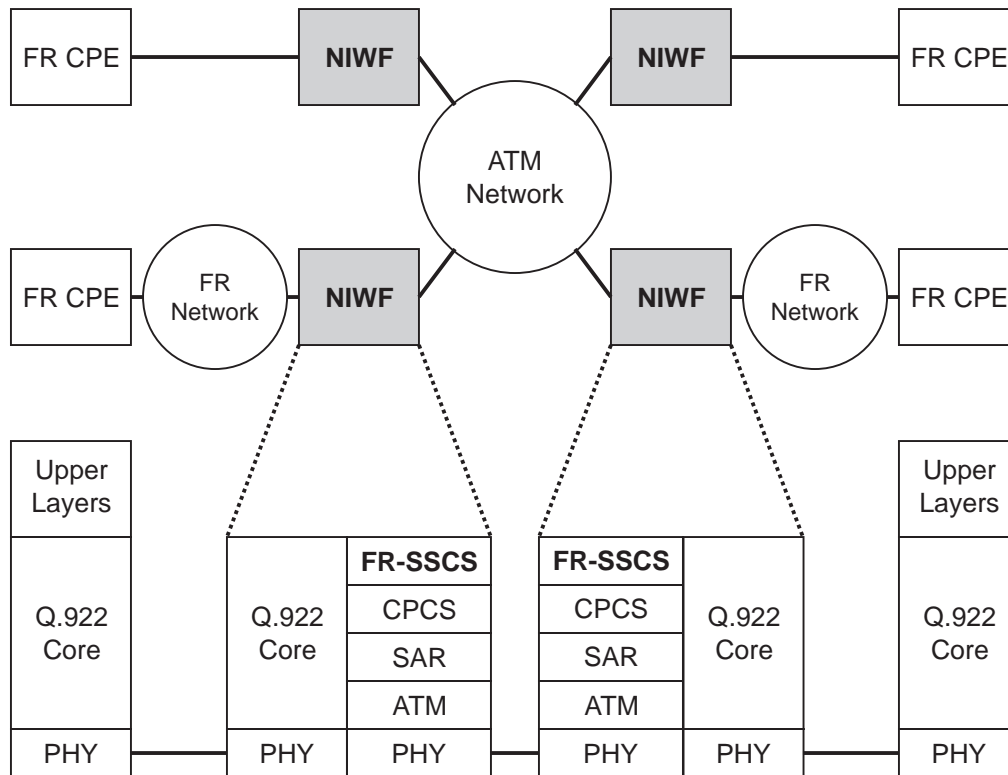 FR CPE
NIWF
NIWF
FR CPE
ATM
Network
FR CPE
FR
Network
NIWF
NIWF
FR
Network
FR CPE
Upper
Layers
Upper
Layers
Q.922
Core
Q.922
Core
FR-SSCS
CPCS
SAR
ATM
FR-SSCS
CPCS
SAR
ATM
Q.922
Core
Q.922
Core
PHY
PHY
PHY
PHY
PHY
PHY